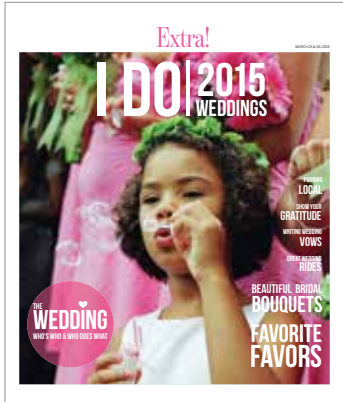 Extra!
I DO
2015
WEDDINGS
LOCAL
SHOW YOUR
GRATITUDE
WRITING WEDDING
VOWS
GREAT WEDDING
RIDES
BEAUTIFUL BRIDAL
BOUQUETS
FAVORITE
FAVORS
THE
WEDDING
WHO'S WHO & WHO DOES WHAT